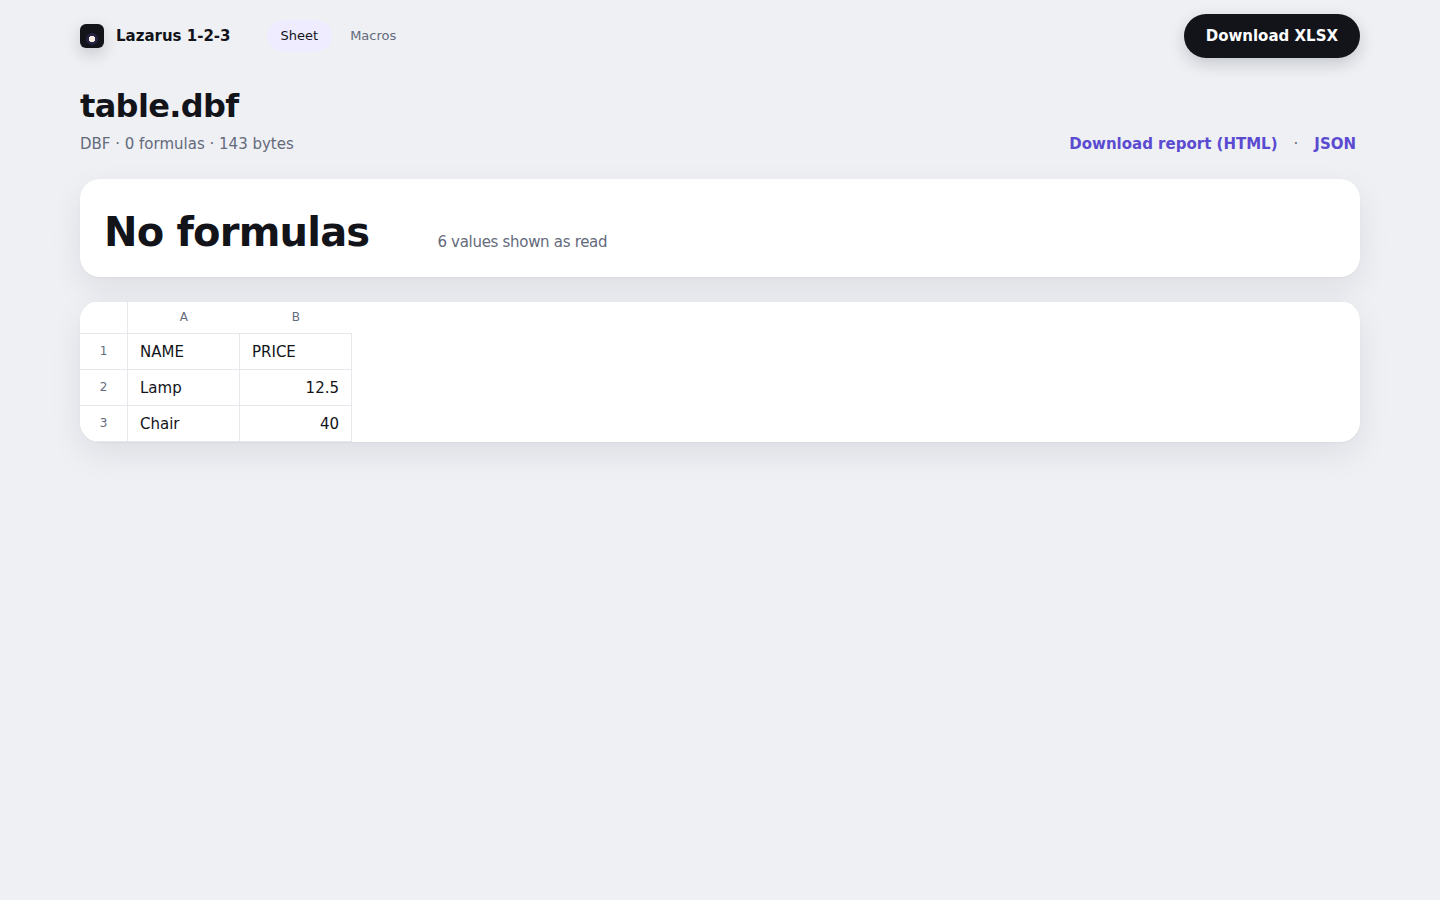 Lazarus 1-2-3 Sheet Macros Download XLSX
table.dbf
DBF · 0 formulas · 143 bytes Download report (HTML) · JSON
No formulas 6 values shown as read
A B
1 NAME PRICE
2 Lamp 12.5
3 Chair 40